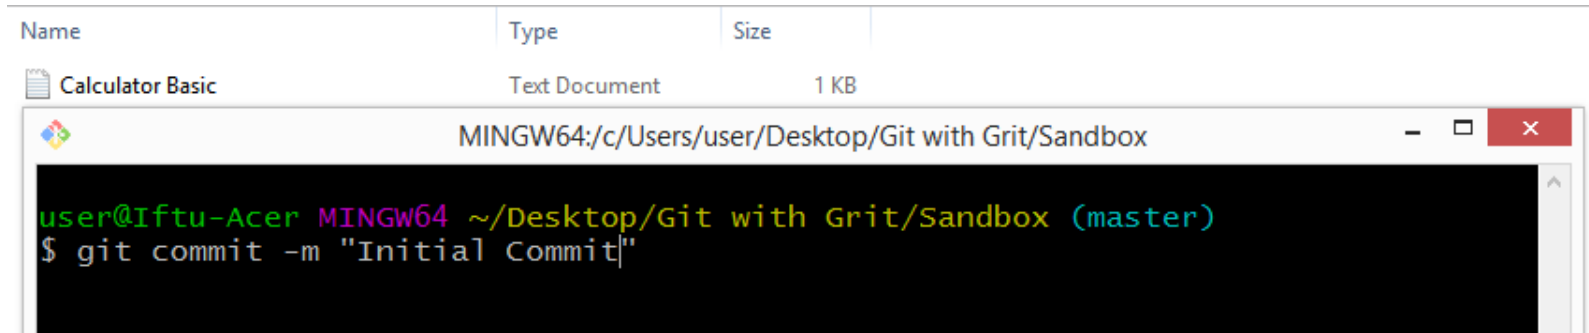 Name Type Size
Calculator Basic Text Document 1 KB
MINGW64:/c/Users/user/Desktop/Git with Grit/Sandbox
user@Iftu-Acer MINGW64 ~/Desktop/Git with Grit/Sandbox (master)
$ git commit -m "Initial Commit"